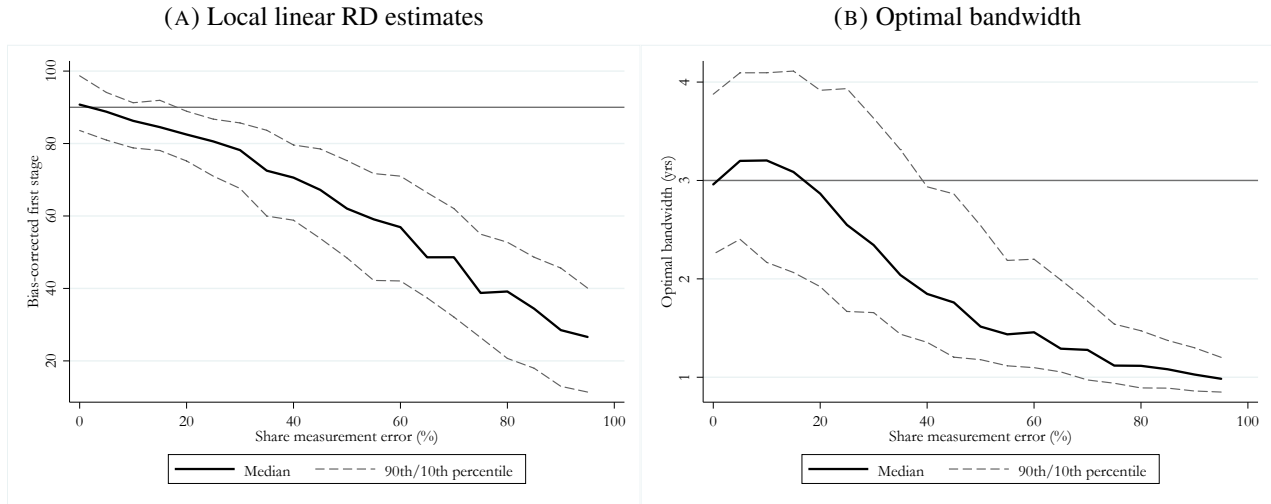 (A) Local linear RD estimates
Bias-corrected first stage
100
80
60
40
20
0 20 40 60 80 100
Share measurement error (%)
Median 90th/10th percentile
(B) Optimal bandwidth
Optimal bandwidth (yrs)
4
3
2
1
0 20 40 60 80 100
Share measurement error (%)
Median 90th/10th percentile